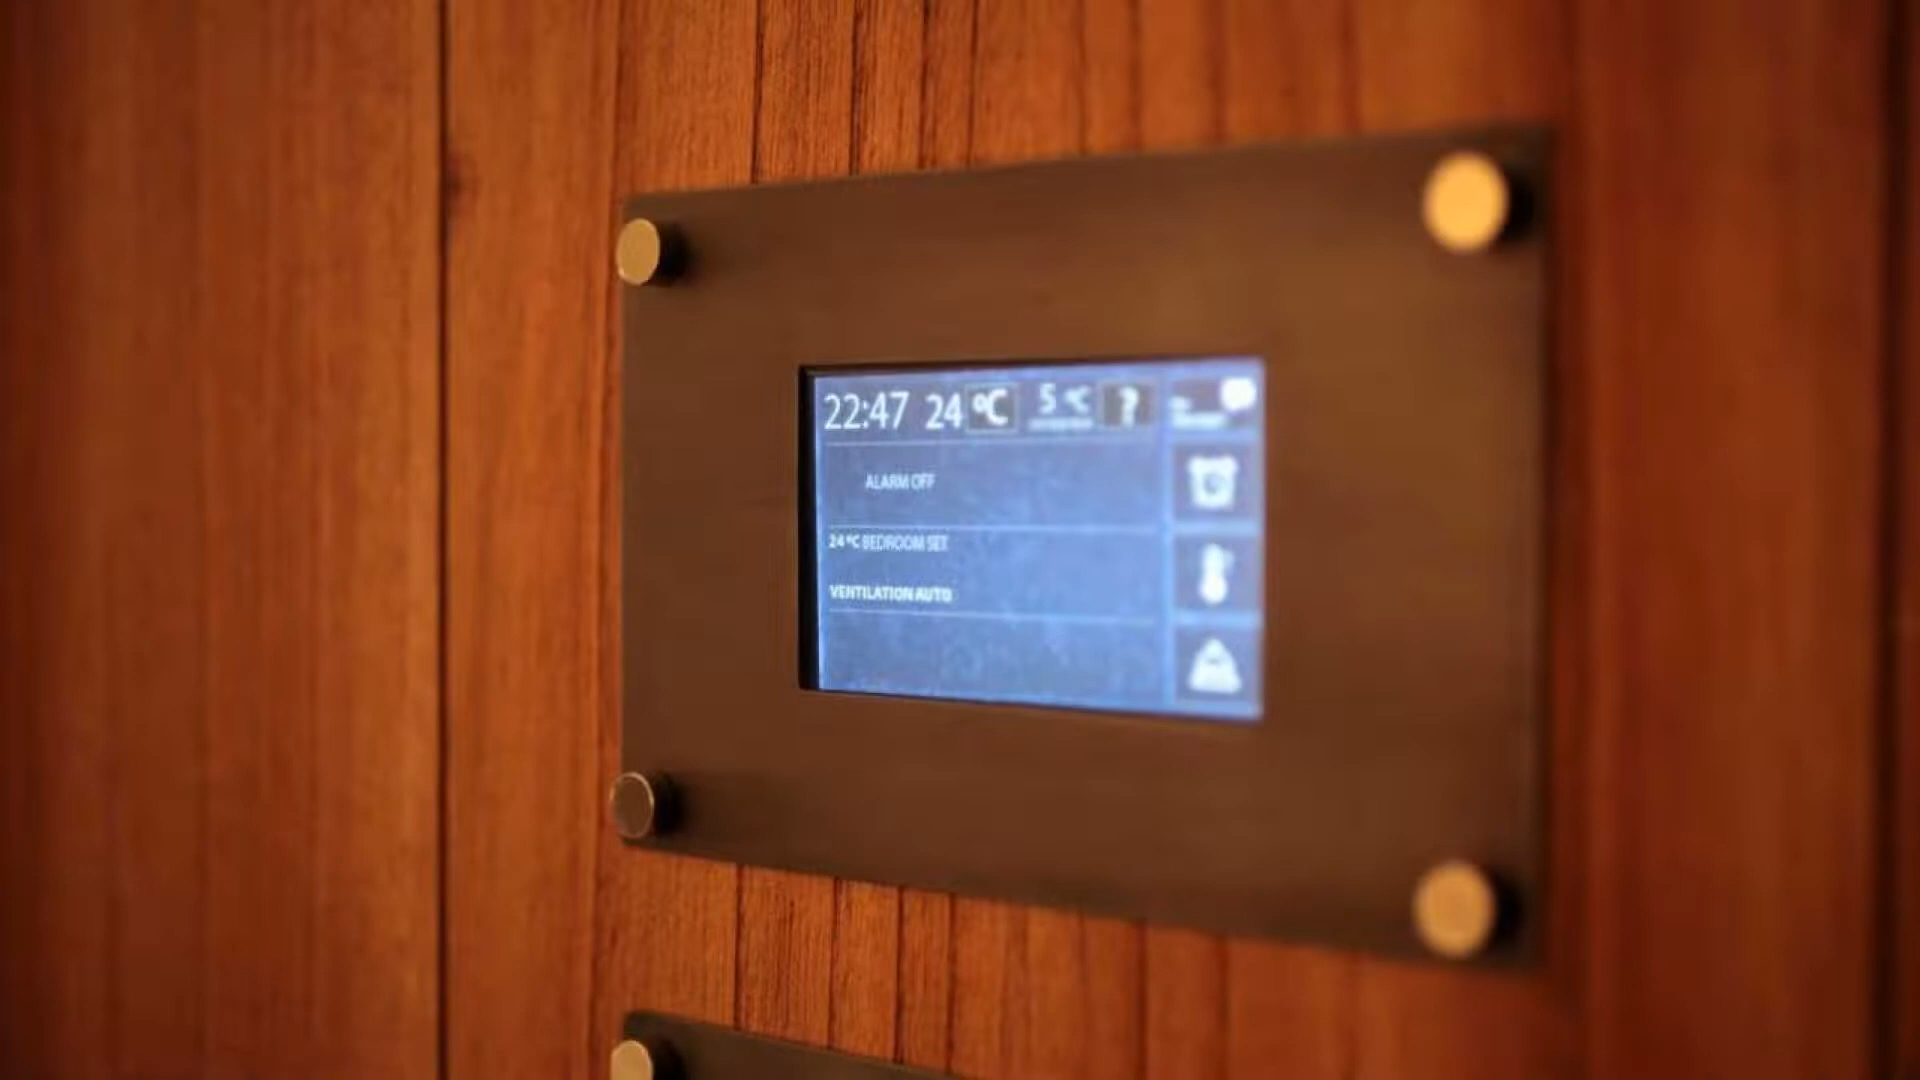 22:47 24 °C 5 °C ?
ALARM OFF
24 °C BEDROOM SET
VENTILATION AUTO